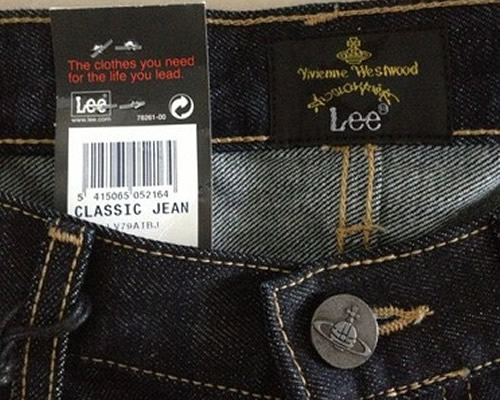 The clothes you need
for the life you lead.
Lee
www.lee.com 78261-00
5 415065 052164
CLASSIC JEAN
Vivienne Westwood
ANGLOMANIA
Lee